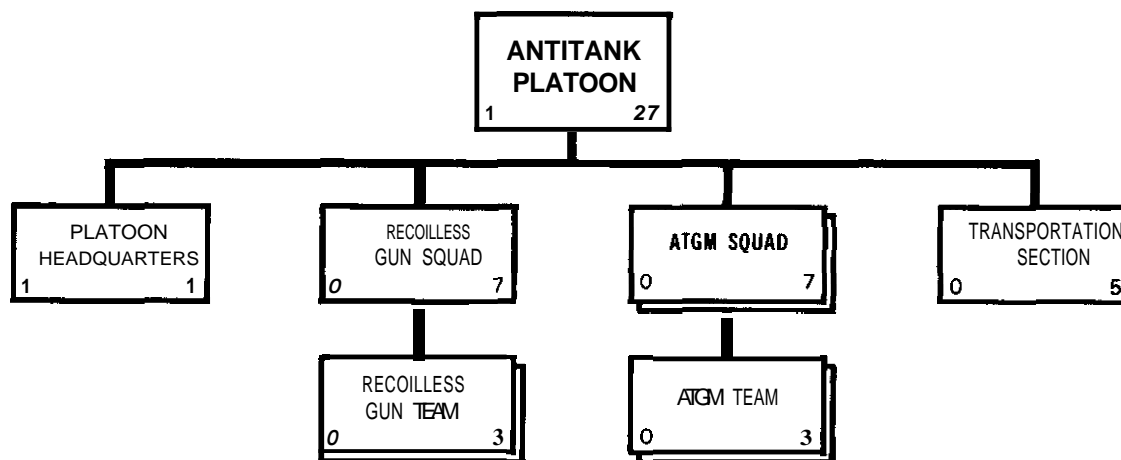 ANTITANK
PLATOON
1 27
PLATOON
HEADQUARTERS
1 1
RECOILLESS
GUN SQUAD
0 7
ATGM SQUAD
0 7
TRANSPORTATION
SECTION
0 5
RECOILLESS
GUN TEAM
0 3
ATGM TEAM
0 3